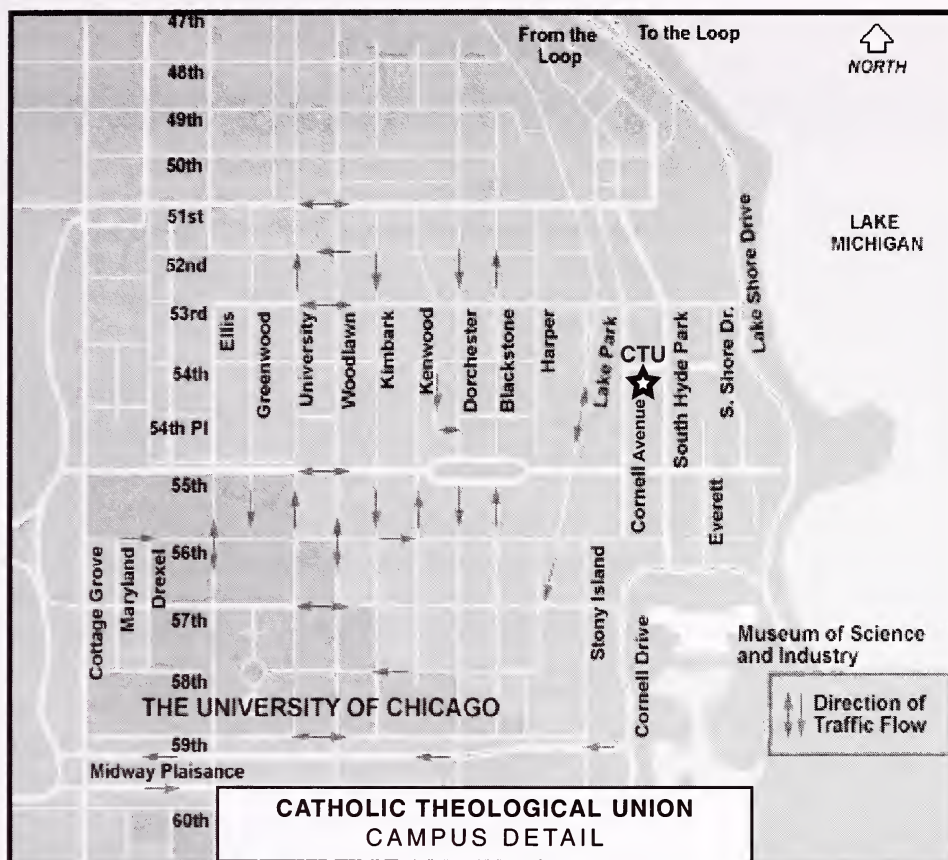 47th
From the
Loop
To the Loop
NORTH
48th
49th
50th
51st
LAKE
MICHIGAN
52nd
Lake Shore Drive
53rd
Ellis
Greenwood
University
Woodlawn
Kimbark
Kenwood
Dorchester
Blackstone
Harper
Lake Park
CTU
South Hyde Park
S. Shore Dr.
54th
54th Pl
Cornell Avenue
55th
Everett
56th
Cottage Grove
Maryland
Drexel
Stony Island
57th
Cornell Drive
Museum of Science
and Industry
58th
THE UNIVERSITY OF CHICAGO
Direction of
Traffic Flow
59th
Midway Plaisance
60th
CATHOLIC THEOLOGICAL UNION
CAMPUS DETAIL